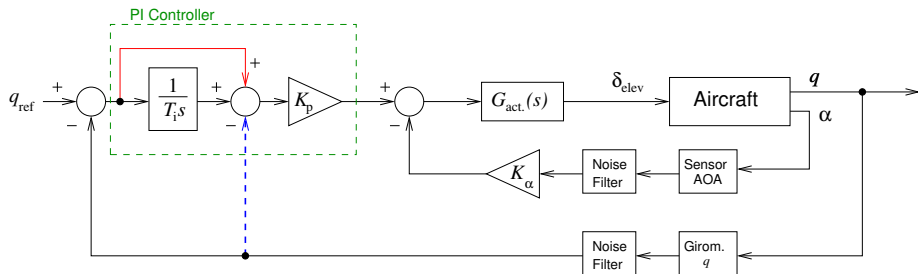 PI Controller
q_ref
+
−
1
T_i s
+
+
−
K_p
+
−
G_act.(s)
δ_elev
Aircraft
q
α
K_α
Noise
Filter
Sensor
AOA
Noise
Filter
Girom.
q